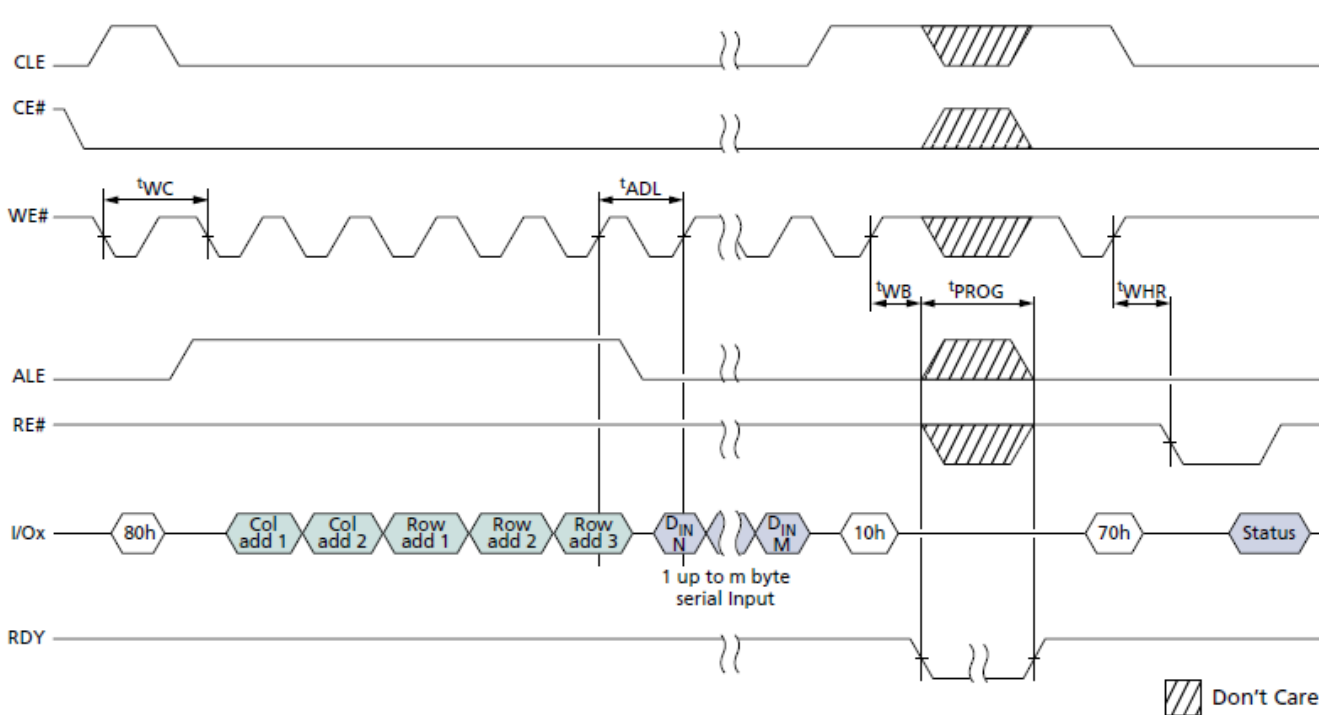 CLE
CE#
tWC
tADL
WE#
tWB
tPROG
tWHR
ALE
RE#
I/Ox
80h
Col
add 1
Col
add 2
Row
add 1
Row
add 2
Row
add 3
DIN
N
DIN
M
10h
70h
Status
1 up to m byte
serial Input
RDY
Don't Care